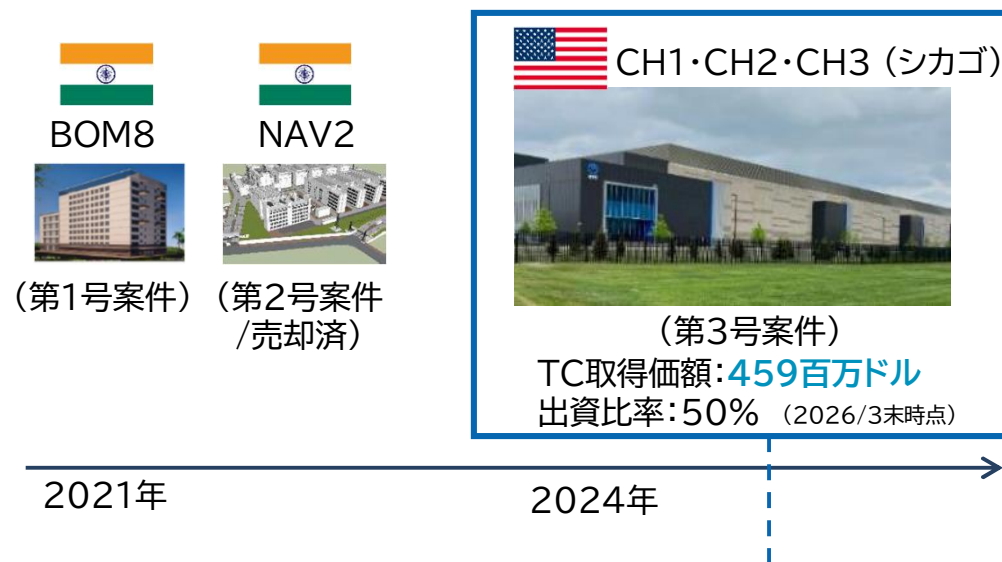 BOM8
(第1号案件)
NAV2
(第2号案件
/売却済)
CH1・CH2・CH3 (シカゴ)
(第3号案件)
TC取得価額:459百万ドル
出資比率:50% (2026/3末時点)
2021年
2024年